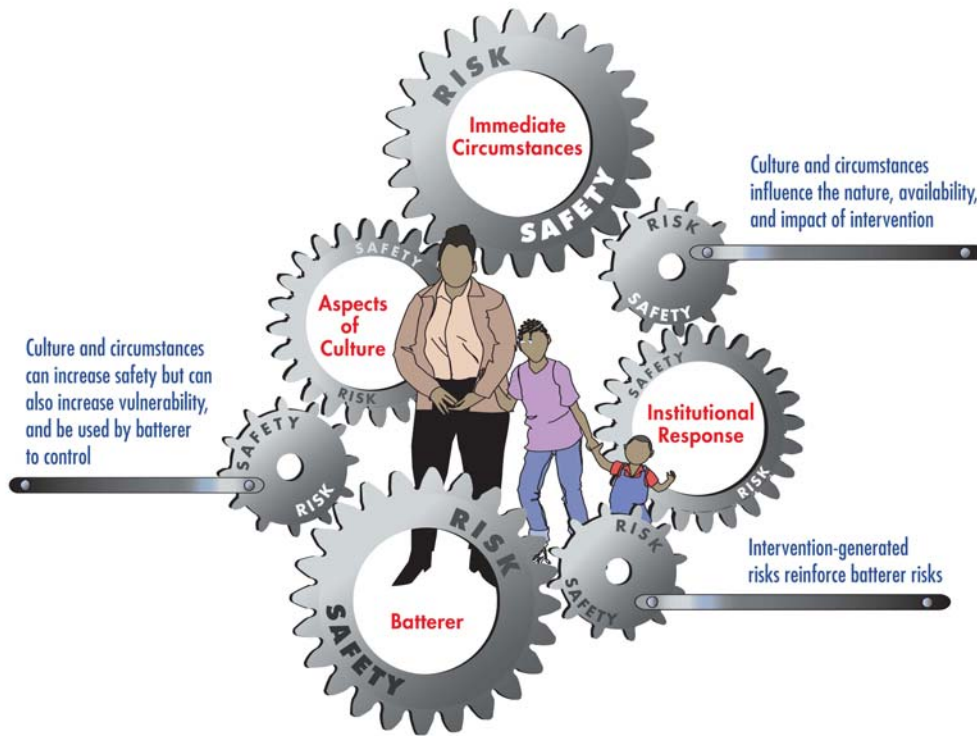 RISK
Immediate
Circumstances
SAFETY
Culture and circumstances
influence the nature, availability,
and impact of intervention
RISK
SAFETY
SAFETY
Aspects
of
Culture
RISK
Culture and circumstances
can increase safety but can
also increase vulnerability,
and be used by batterer
to control
SAFETY
RISK
SAFETY
Institutional
Response
RISK
RISK
Batterer
SAFETY
RISK
SAFETY
Intervention-generated
risks reinforce batterer risks